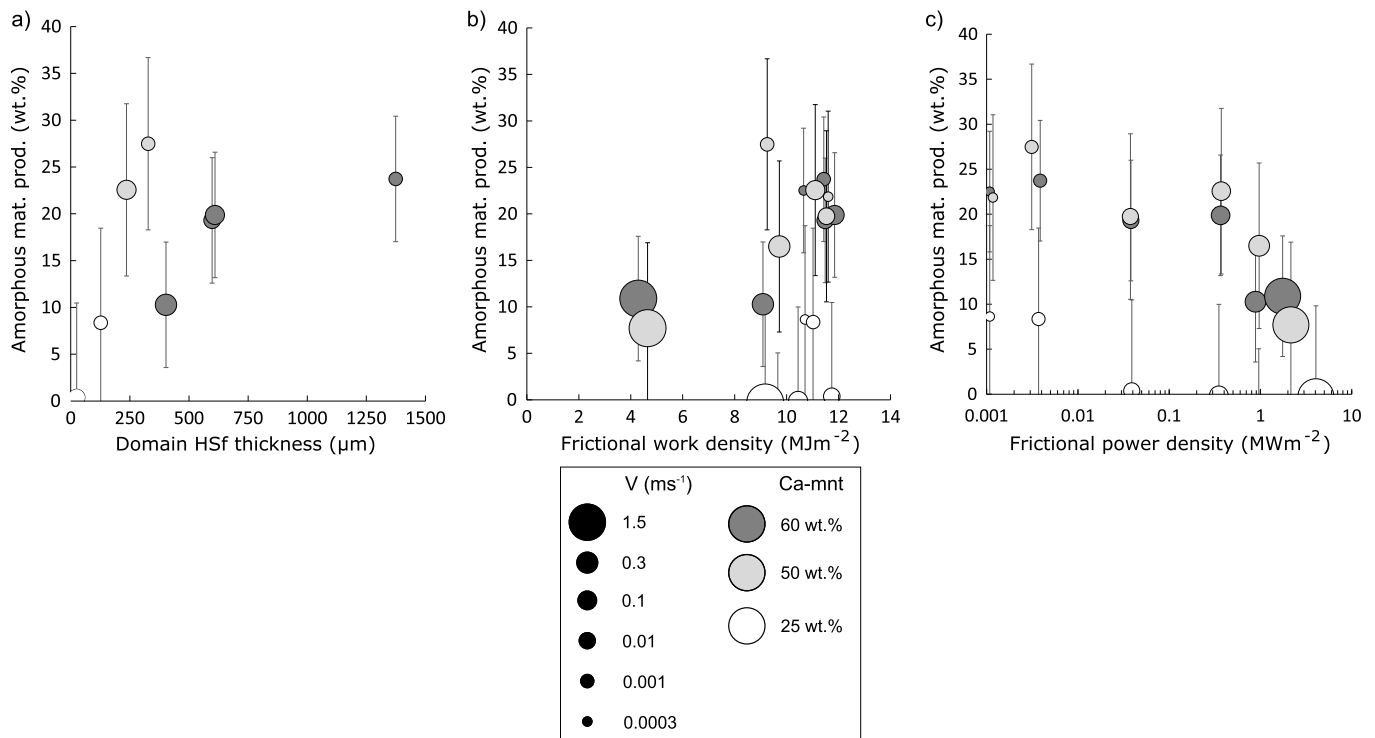 a)
Amorphous mat. prod. (wt.%)
40
35
30
25
20
15
10
5
0
0 250 500 750 1000 1250 1500
Domain HSf thickness (µm)
b)
Amorphous mat. prod. (wt.%)
40
35
30
25
20
15
10
5
0
0 2 4 6 8 10 12 14
Frictional work density (MJm⁻²)
c)
Amorphous mat. prod. (wt.%)
40
35
30
25
20
15
10
5
0
0.001 0.01 0.1 1 10
Frictional power density (MWm⁻²)
V (ms⁻¹)
1.5
0.3
0.1
0.01
0.001
0.0003
Ca-mnt
60 wt.%
50 wt.%
25 wt.%